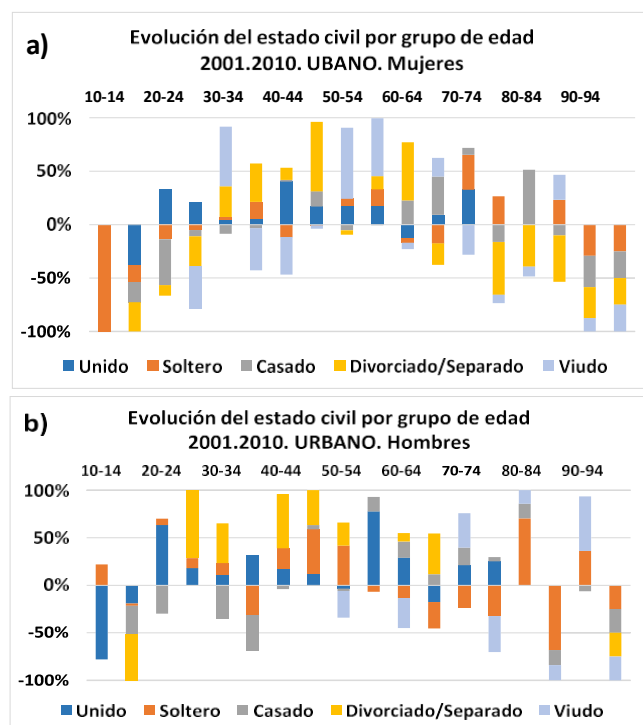 a)
Evolución del estado civil por grupo de edad
2001.2010. UBANO. Mujeres
10-14 20-24 30-34 40-44 50-54 60-64 70-74 80-84 90-94
100%
50%
0%
-50%
-100%
Unido Soltero Casado Divorciado/Separado Viudo
b)
Evolución del estado civil por grupo de edad
2001.2010. URBANO. Hombres
10-14 20-24 30-34 40-44 50-54 60-64 70-74 80-84 90-94
100%
50%
0%
-50%
-100%
Unido Soltero Casado Divorciado/Separado Viudo